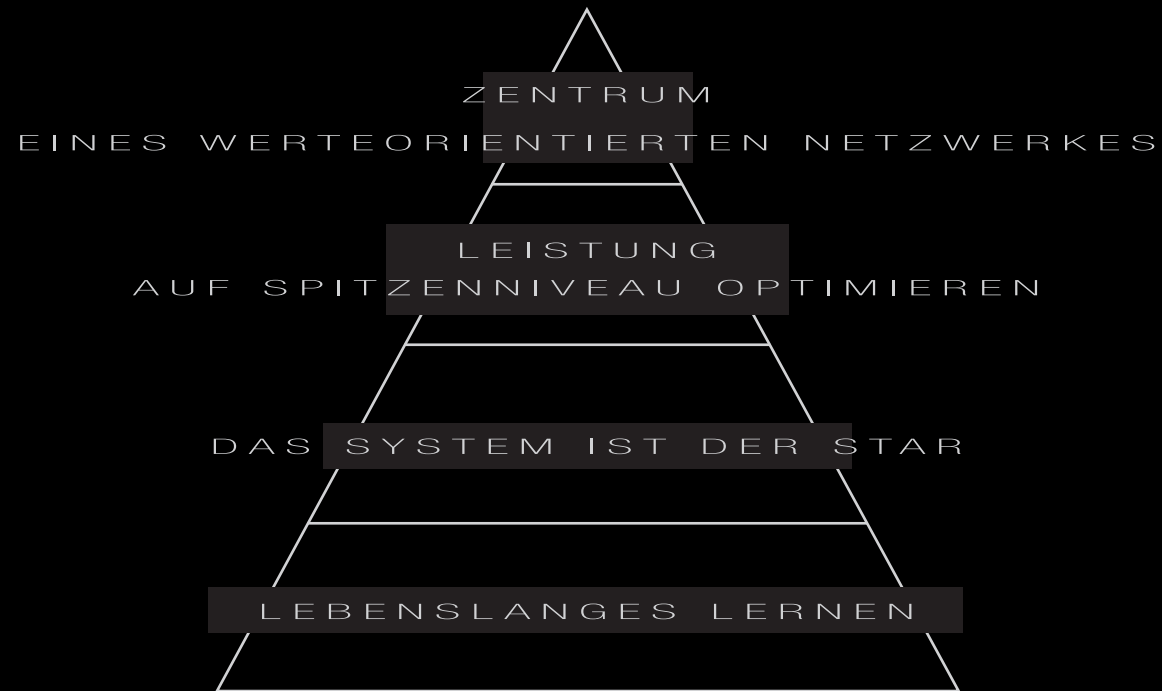 ZENTRUM
EINES WERTEORIENTIERTEN NETZWERKES
LEISTUNG
AUF SPITZENNIVEAU OPTIMIEREN
DAS SYSTEM IST DER STAR
LEBENSLANGES LERNEN